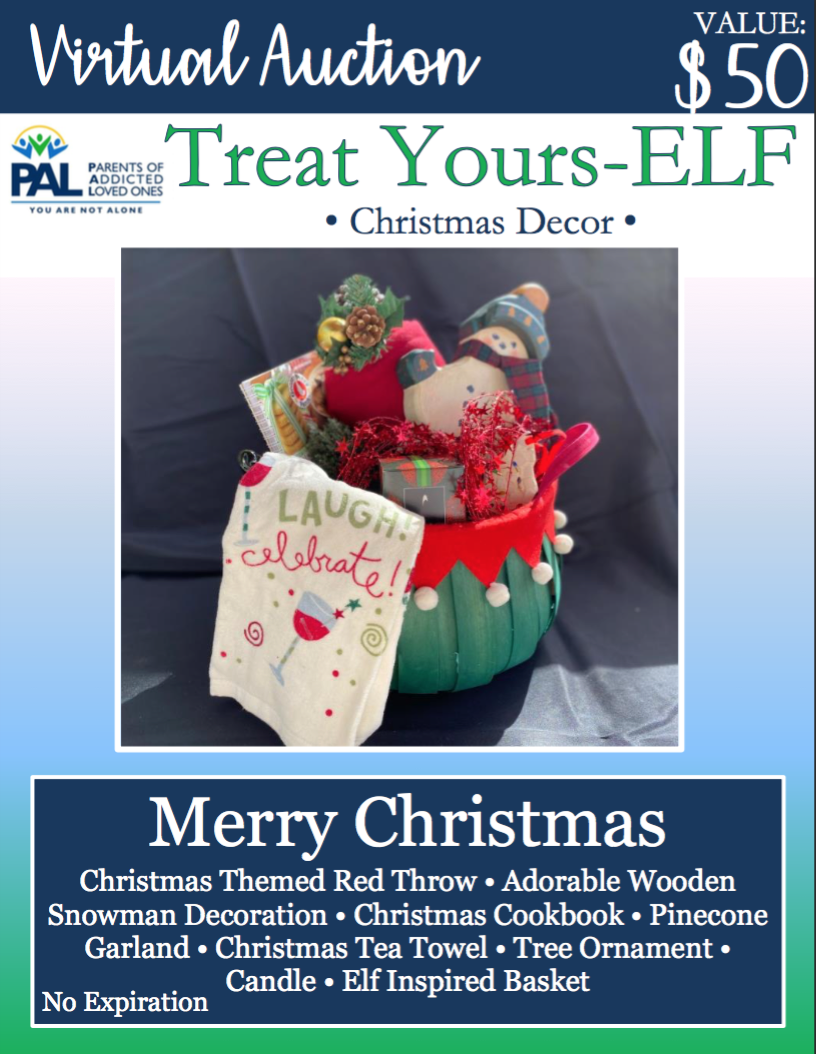 Virtual Auction
VALUE:
$50
PAL PARENTS OF
ADDICTED
LOVED ONES
YOU ARE NOT ALONE
Treat Yours-ELF
• Christmas Decor •
LAUGH!
celebrate!
Merry Christmas
Christmas Themed Red Throw • Adorable Wooden
Snowman Decoration • Christmas Cookbook • Pinecone
Garland • Christmas Tea Towel • Tree Ornament •
Candle • Elf Inspired Basket
No Expiration